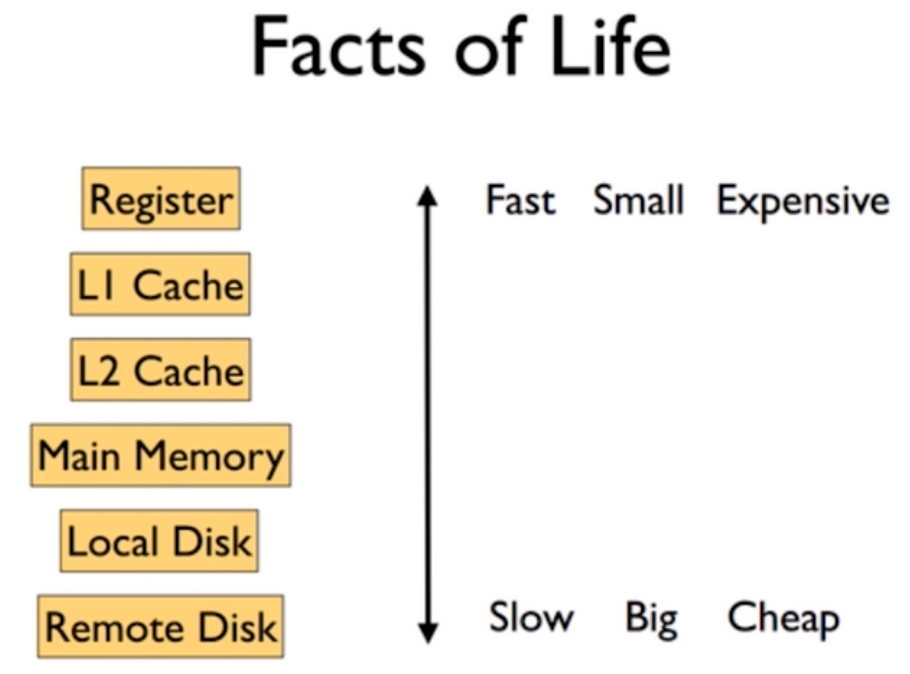 Facts of Life
Register
Fast Small Expensive
L1 Cache
L2 Cache
Main Memory
Local Disk
Remote Disk
Slow Big Cheap